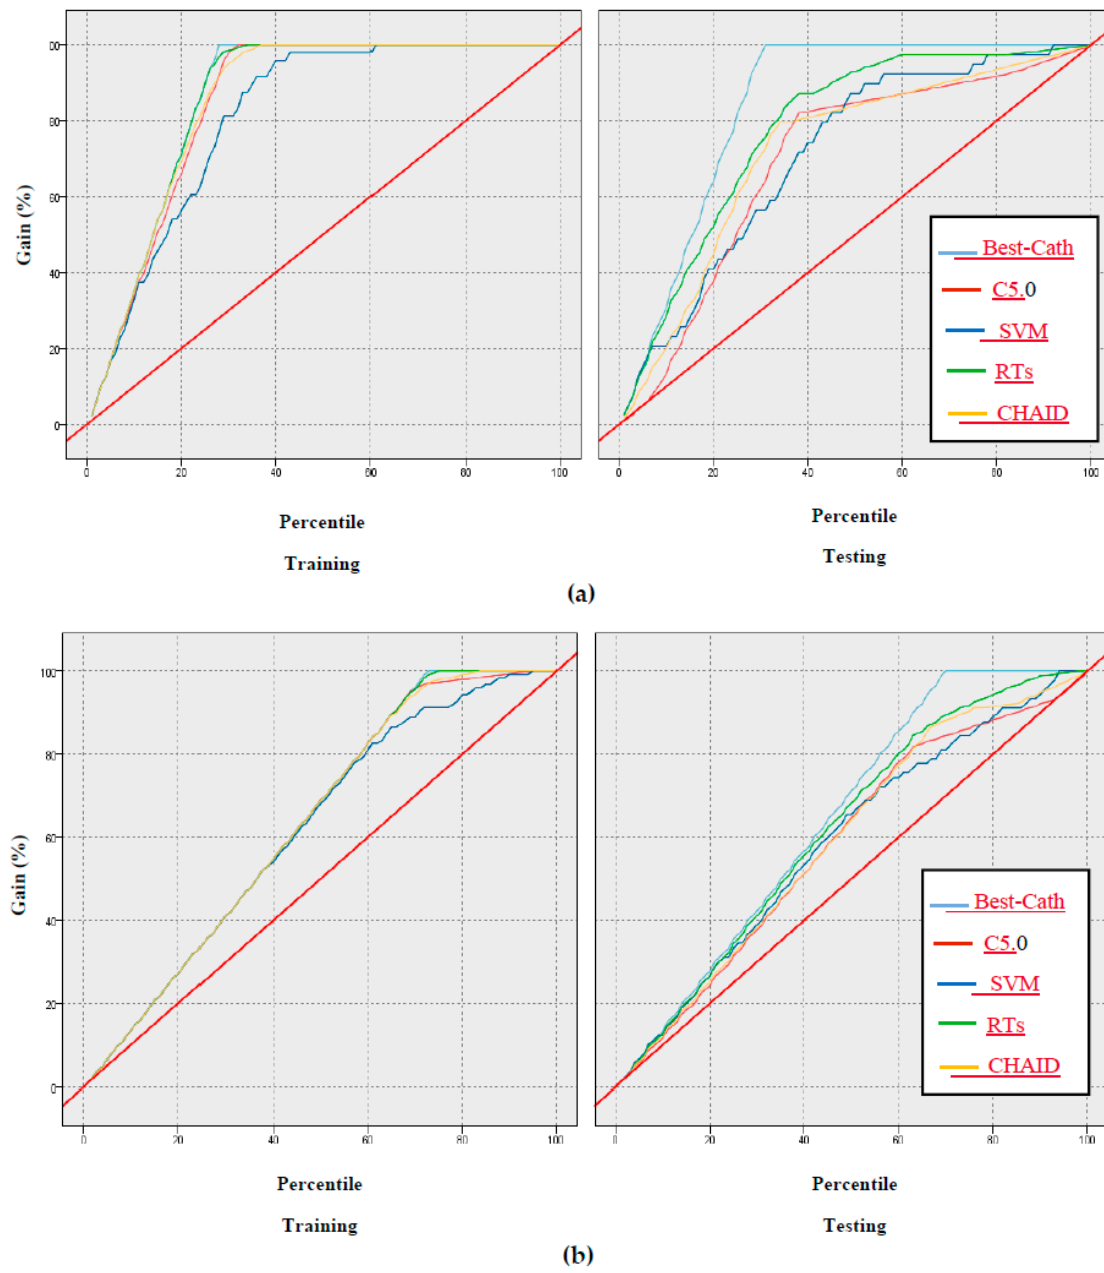 Gain (%)
00
80
60
40
20
0
0 20 40 60 80 100
Percentile
Training
0 20 40 60 80 100
Percentile
Testing
Best-Cath
C5.0
SVM
RTs
CHAID
(a)
Gain (%)
100
80
60
40
20
0
0 20 40 60 80 100
Percentile
Training
0 20 40 60 80 100
Percentile
Testing
Best-Cath
C5.0
SVM
RTs
CHAID
(b)